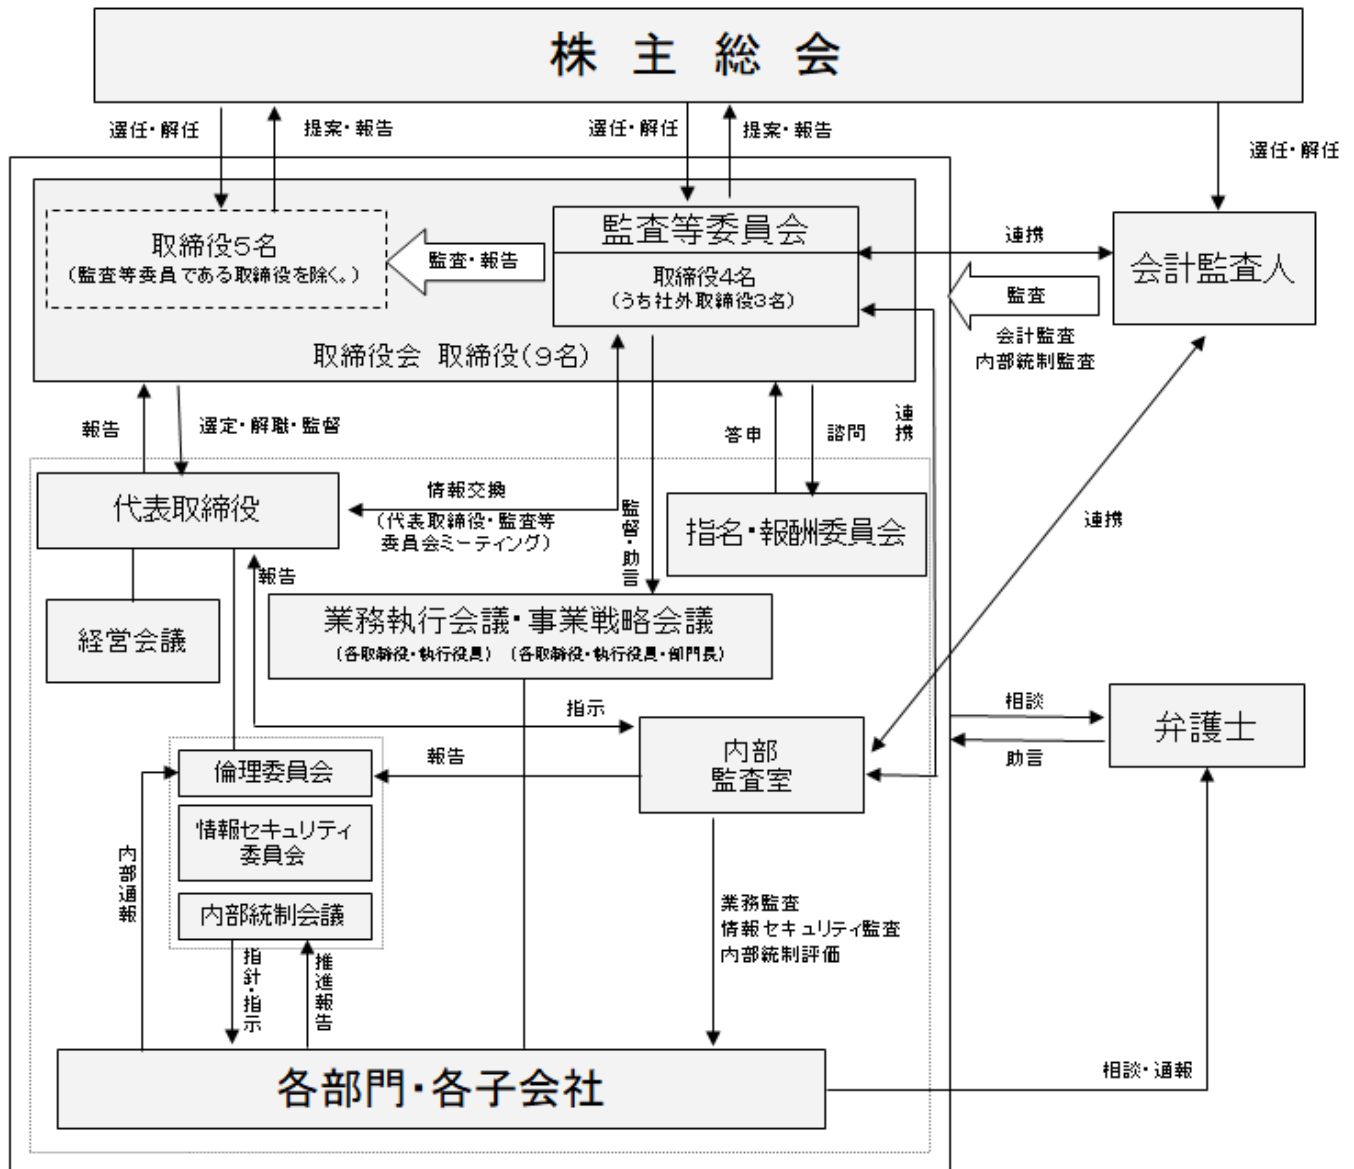 株主総会
選任・解任
提案・報告
選任・解任
提案・報告
選任・解任
取締役5名
(監査等委員である取締役を除く。)
監査・報告
監査等委員会
取締役4名
(うち社外取締役3名)
連携
監査
会計監査
内部統制監査
会計監査人
取締役会 取締役(9名)
報告
選定・解職・監督
答申
諮問
連携
代表取締役
情報交換
(代表取締役・監査等
委員会ミーティング)
監督・助言
指名・報酬委員会
連携
報告
経営会議
業務執行会議・事業戦略会議
(各取締役・執行役員) (各取締役・執行役員・部門長)
指示
内部
監査室
相談
助言
弁護士
報告
倫理委員会
情報セキュリティ
委員会
内部統制会議
内部通報
業務監査
情報セキュリティ監査
内部統制評価
指針・指示
推進報告
各部門・各子会社
相談・通報